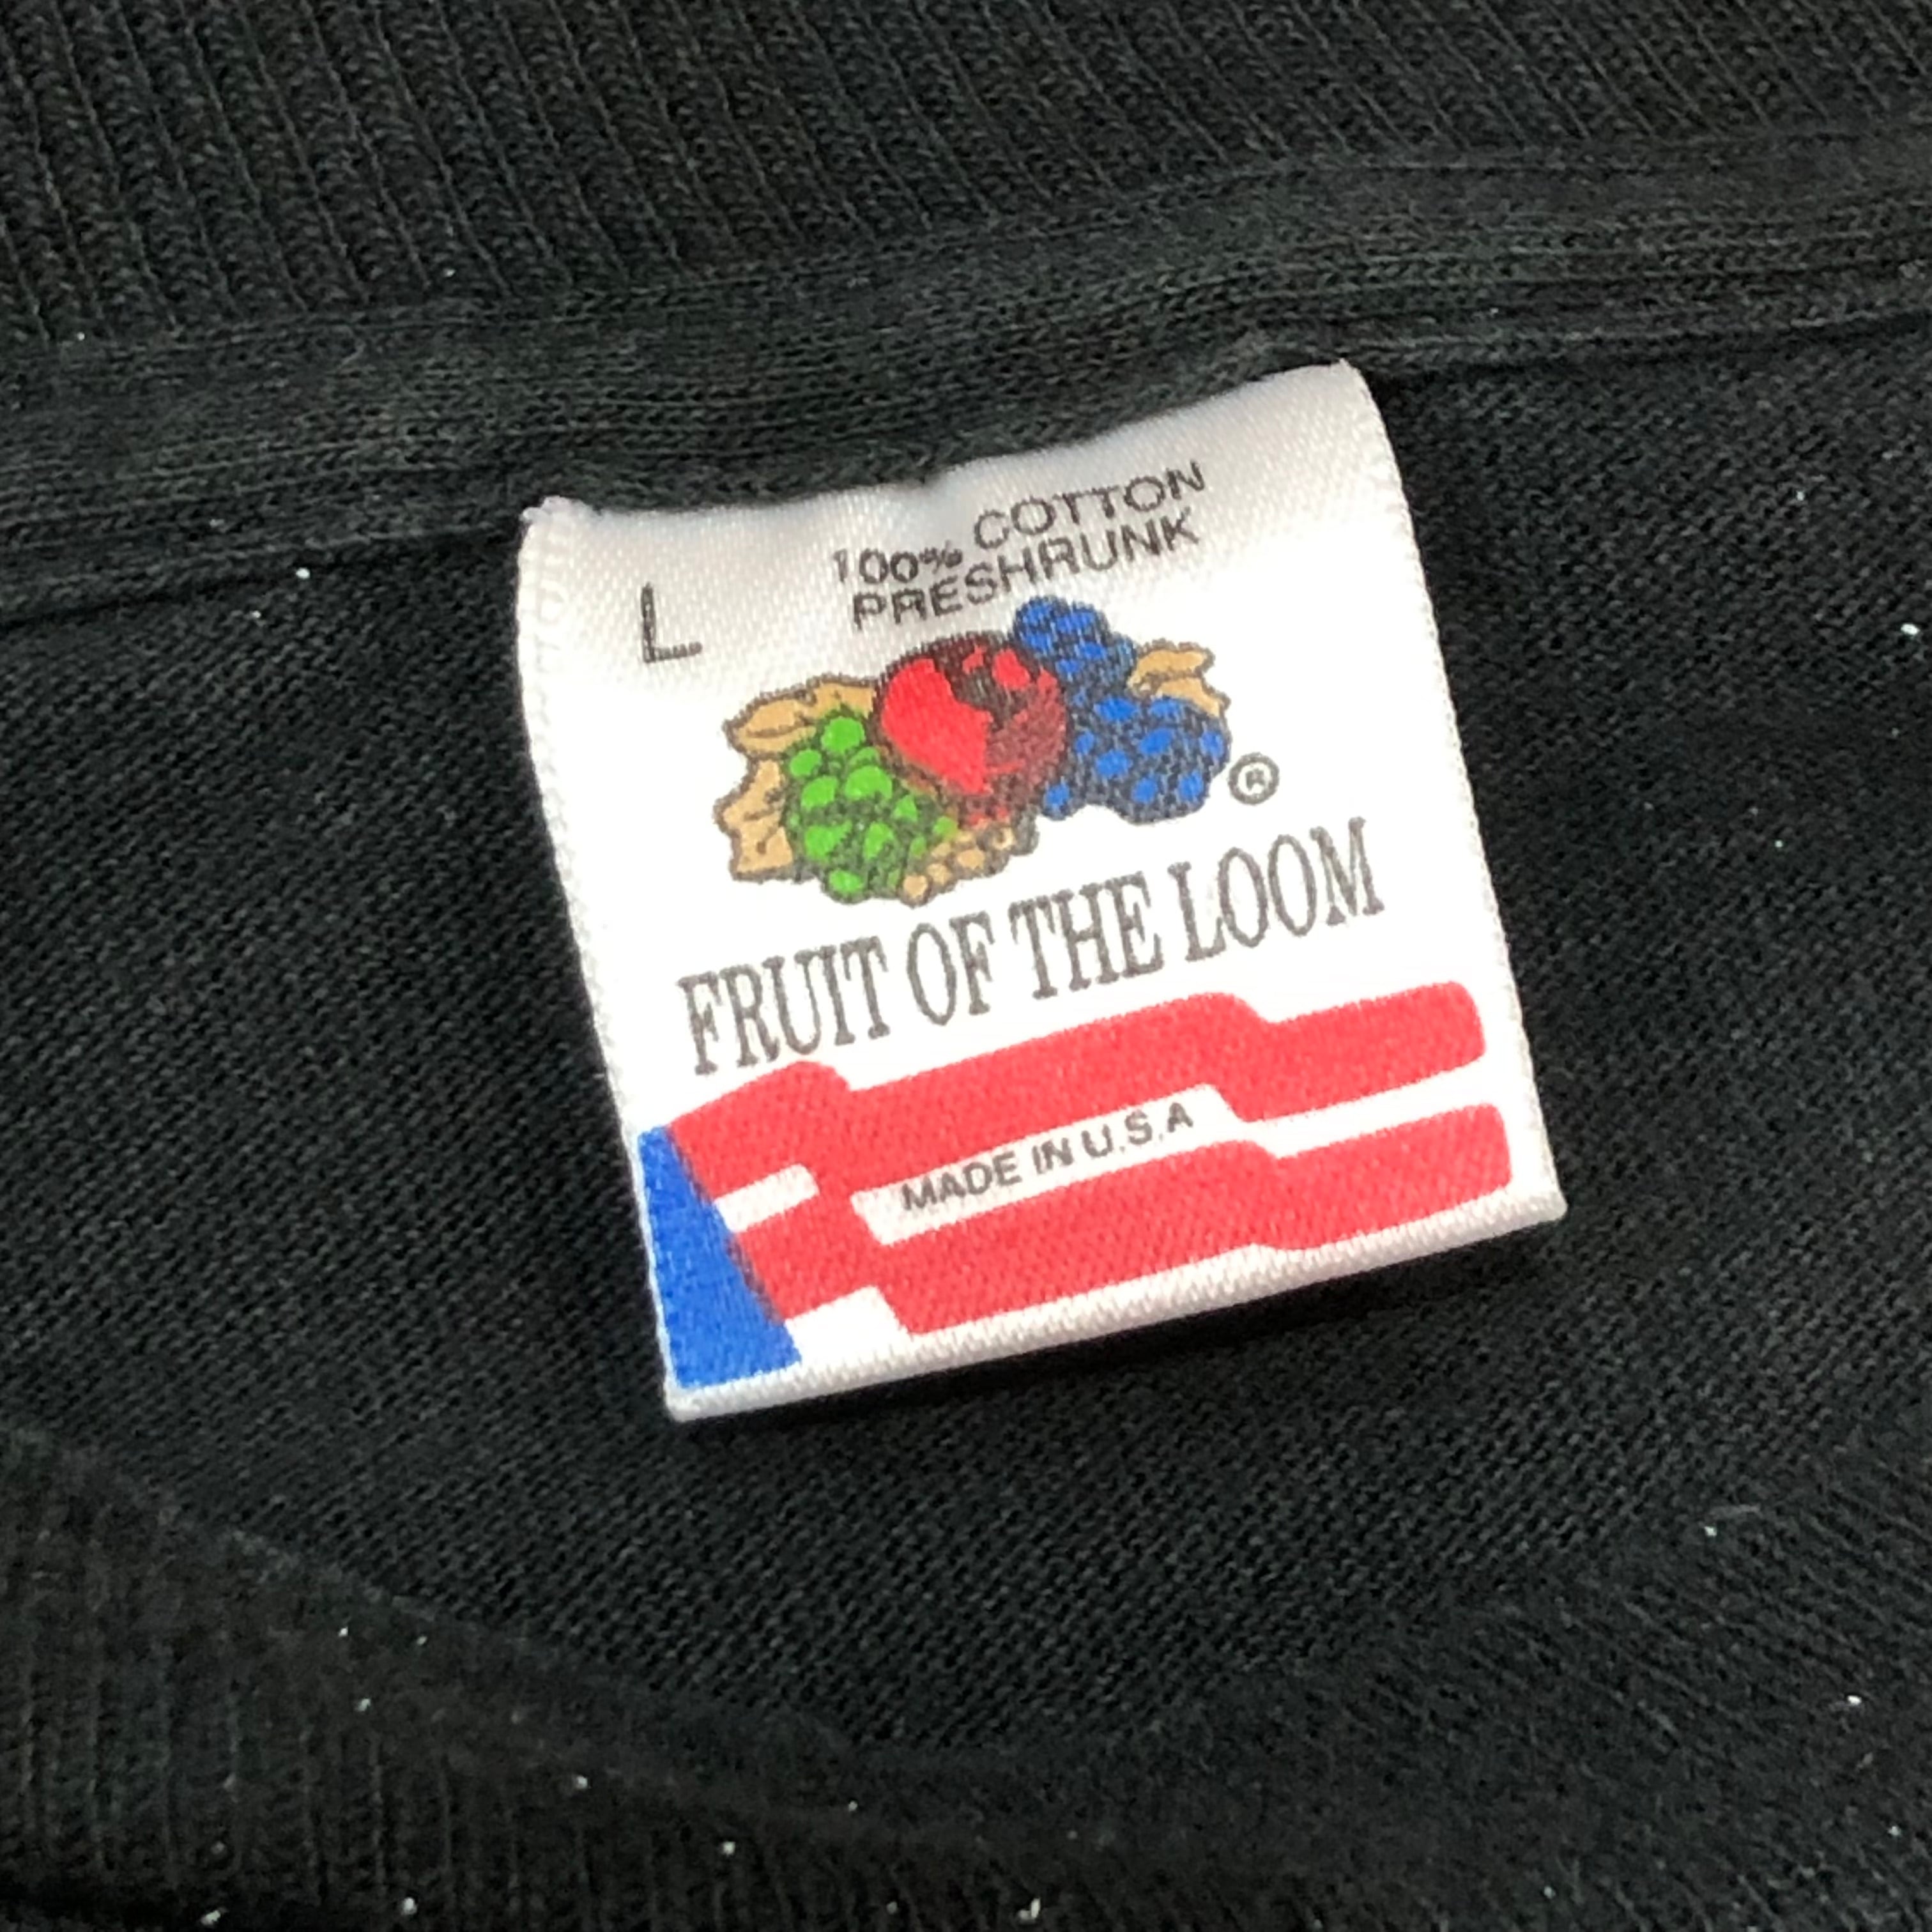 100% COTTON
PRESHRUNK
L
®
FRUIT OF THE LOOM
MADE IN U.S.A